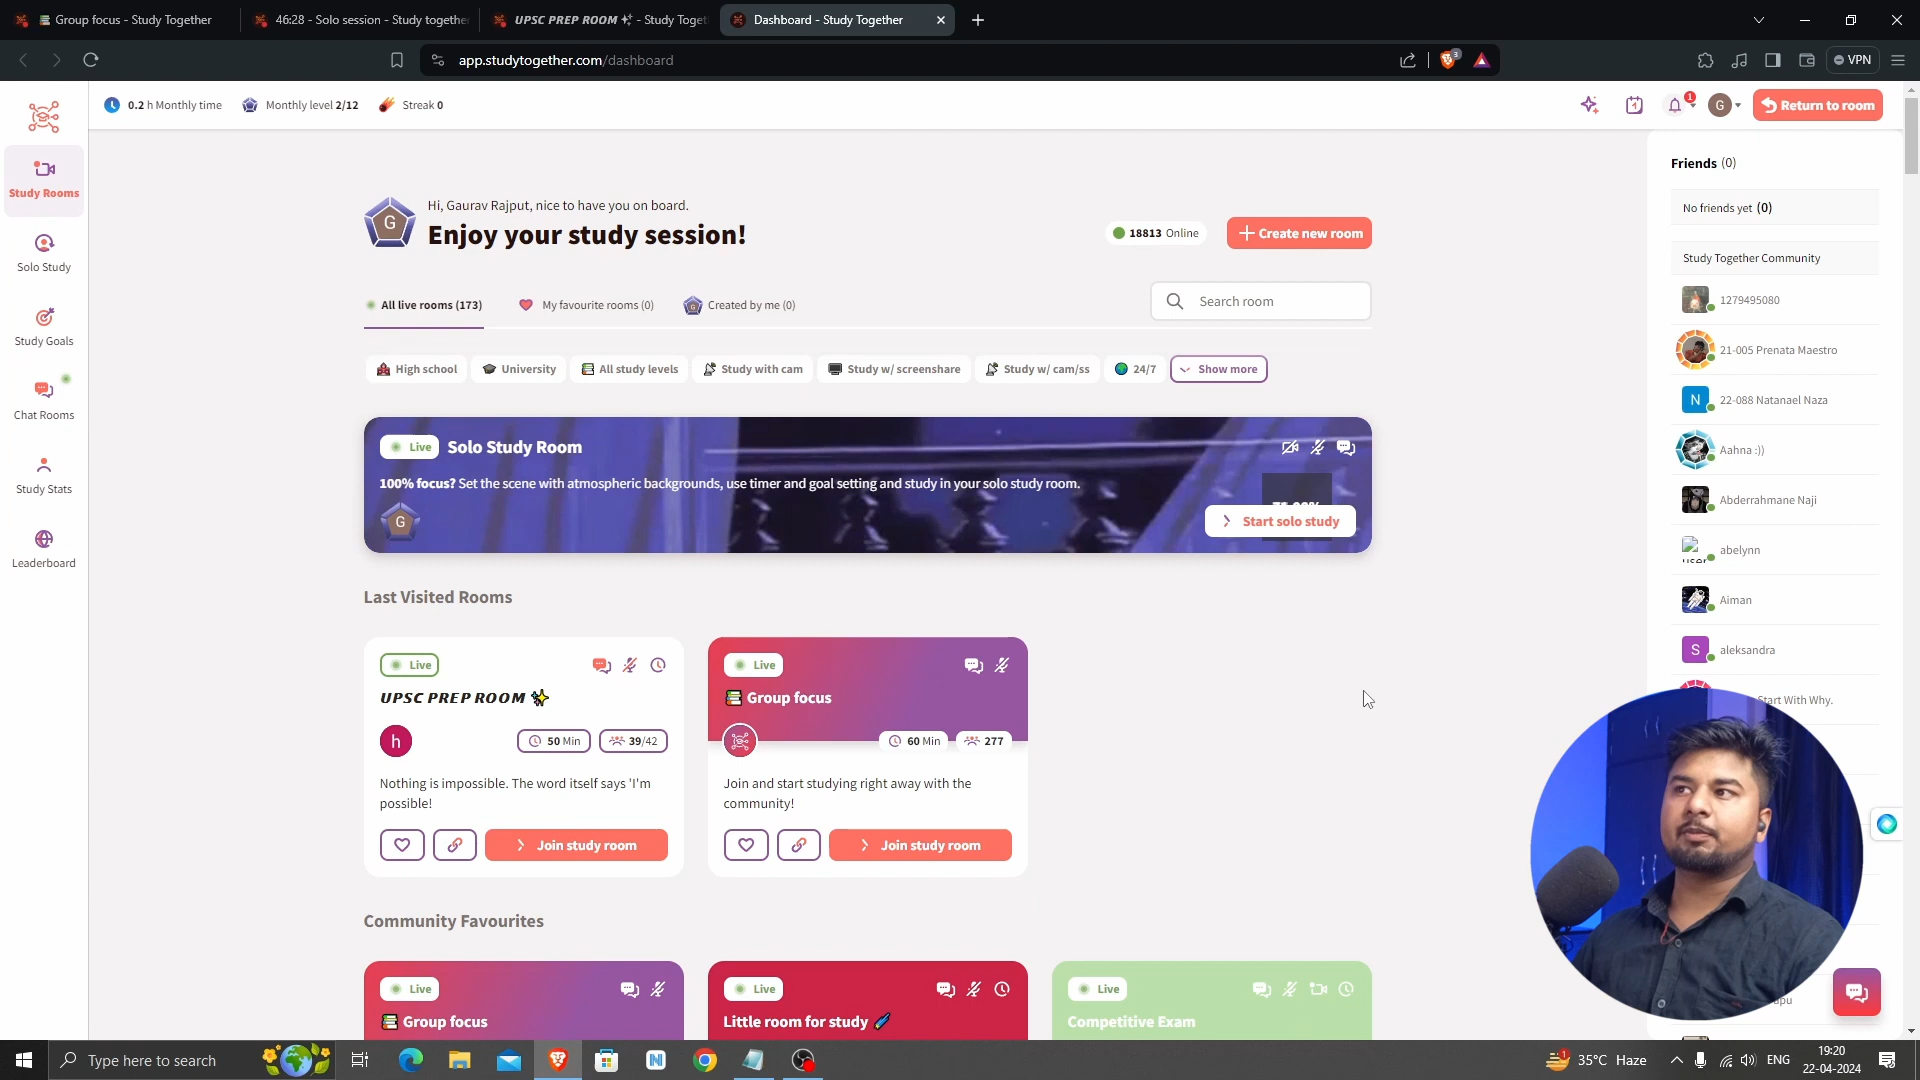 Group focus - Study Together
46:28 - Solo session - Study together
UPSC PREP ROOM ✨ - Study Toget
Dashboard - Study Together
app.studytogether.com/dashboard
3
VPN
0.2 h Monthly time
Monthly level 2/12
Streak 0
1
G
Return to room
Study Rooms
Solo Study
Study Goals
Chat Rooms
Study Stats
Leaderboard
G
Hi, Gaurav Rajput, nice to have you on board.
Enjoy your study session!
18813 Online
Create new room
All live rooms (173)
My favourite rooms (0)
Created by me (0)
Search room
High school
University
All study levels
Study with cam
Study w/ screenshare
Study w/ cam/ss
24/7
Show more
Live
Solo Study Room
100% focus? Set the scene with atmospheric backgrounds, use timer and goal setting and study in your solo study room.
G
Start solo study
Last Visited Rooms
Live
UPSC PREP ROOM ✨
h
50 Min
39/42
Nothing is impossible. The word itself says 'I'm
possible!
Join study room
Live
Group focus
60 Min
277
Join and start studying right away with the
community!
Join study room
Community Favourites
Live
Group focus
Live
Little room for study
Live
Competitive Exam
Friends (0)
No friends yet (0)
Study Together Community
1279495080
21-005 Prenata Maestro
N
22-088 Natanael Naza
Aahna :))
Abderrahmane Naji
user
abelynn
Aiman
S
aleksandra
Start With Why.
Type here to search
1
35°C Haze
ENG
19:20
22-04-2024